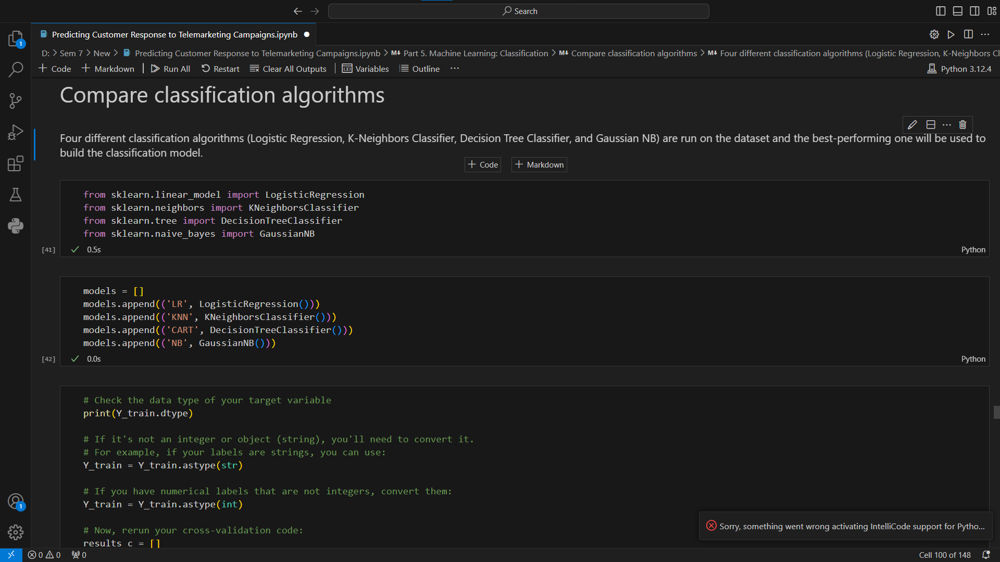 Search
Predicting Customer Response to Telemarketing Campaigns.ipynb
D: > Sem 7 > New > Predicting Customer Response to Telemarketing Campaigns.ipynb > M↓ Part 5. Machine Learning: Classification > M↓ Compare classification algorithms > M↓ Four different classification algorithms (Logistic Regression, K-Neighbors Cl
+ Code + Markdown | Run All Restart Clear All Outputs | Variables Outline ··· Python 3.12.4
Compare classification algorithms
Four different classification algorithms (Logistic Regression, K-Neighbors Classifier, Decision Tree Classifier, and Gaussian NB) are run on the dataset and the best-performing one will be used to
build the classification model.
+ Code + Markdown
from sklearn.linear_model import LogisticRegression
from sklearn.neighbors import KNeighborsClassifier
from sklearn.tree import DecisionTreeClassifier
from sklearn.naive_bayes import GaussianNB
[41] ✓ 0.5s Python
models = []
models.append(('LR', LogisticRegression()))
models.append(('KNN', KNeighborsClassifier()))
models.append(('CART', DecisionTreeClassifier()))
models.append(('NB', GaussianNB()))
[42] ✓ 0.0s Python
# Check the data type of your target variable
print(Y_train.dtype)
# If it's not an integer or object (string), you'll need to convert it.
# For example, if your labels are strings, you can use:
Y_train = Y_train.astype(str)
# If you have numerical labels that are not integers, convert them:
Y_train = Y_train.astype(int)
# Now, rerun your cross-validation code:
results_c = []
1
1
Sorry, something went wrong activating IntelliCode support for Pytho...
0 0 0 Cell 100 of 148